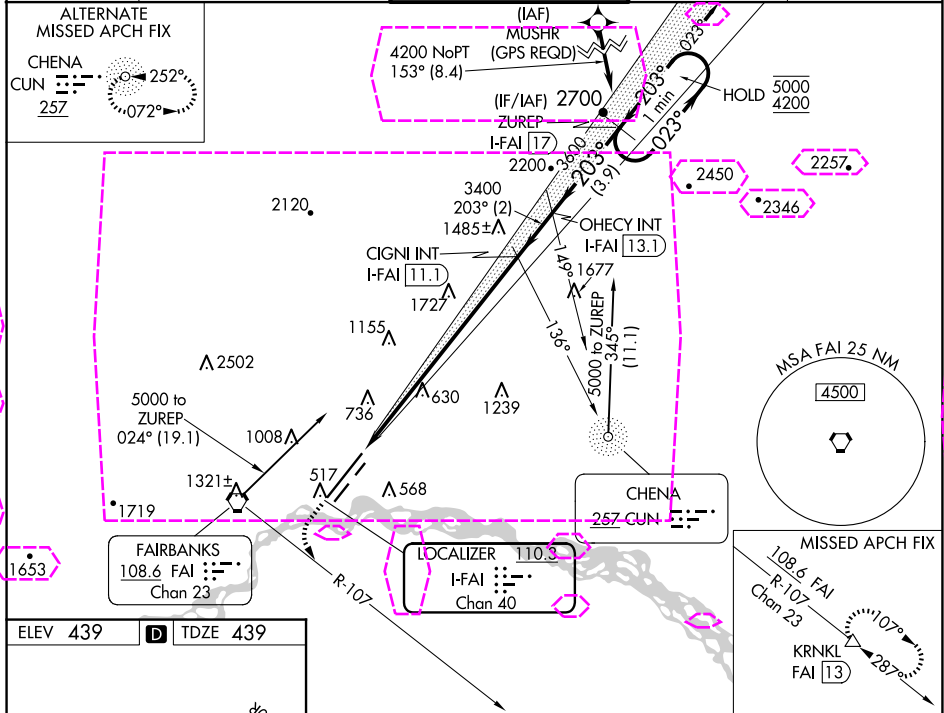 ALTERNATE
MISSED APCH FIX
CHENA
CUN
257
252°
072°
(IAF)
MUSHR
(GPS REQD)
4200 NoPT
153° (8.4)
(IF/IAF)
2700
ZUREP
I-FAI 17
2200
3600
023°
203°
1 min
023°
HOLD
5000
4200
203°
(3.9)
2450
2257
2346
2120
3400
203° (2)
1485±
OHECY INT
I-FAI 13.1
CIGNI INT
I-FAI 11.1
149°
1677
1727
136°
1155
5000 to ZUREP
345°
(11.1)
2502
MSA FAI 25 NM
4500
5000 to
ZUREP
024° (19.1)
736
630
1239
1008
1321±
517
568
1719
CHENA
257 CUN
FAIRBANKS
108.6 FAI
Chan 23
LOCALIZER 110.3
I-FAI
Chan 40
R-107
1653
MISSED APCH FIX
108.6 FAI
R-107
Chan 23
107°
287°
KRNKL
FAI 13
ELEV 439
D
TDZE 439